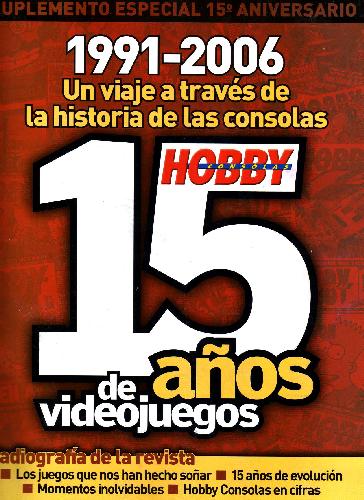 UPLEMENTO ESPECIAL 15º ANIVERSARIO
1991-2006
Un viaje a través de
la historia de las consolas
HOBBY
CONSOLAS
15
años
de
videojuegos
adiografía de la revista
■ Los juegos que nos han hecho soñar ■ 15 años de evolución
■ Momentos inolvidables ■ Hobby Consolas en cifras